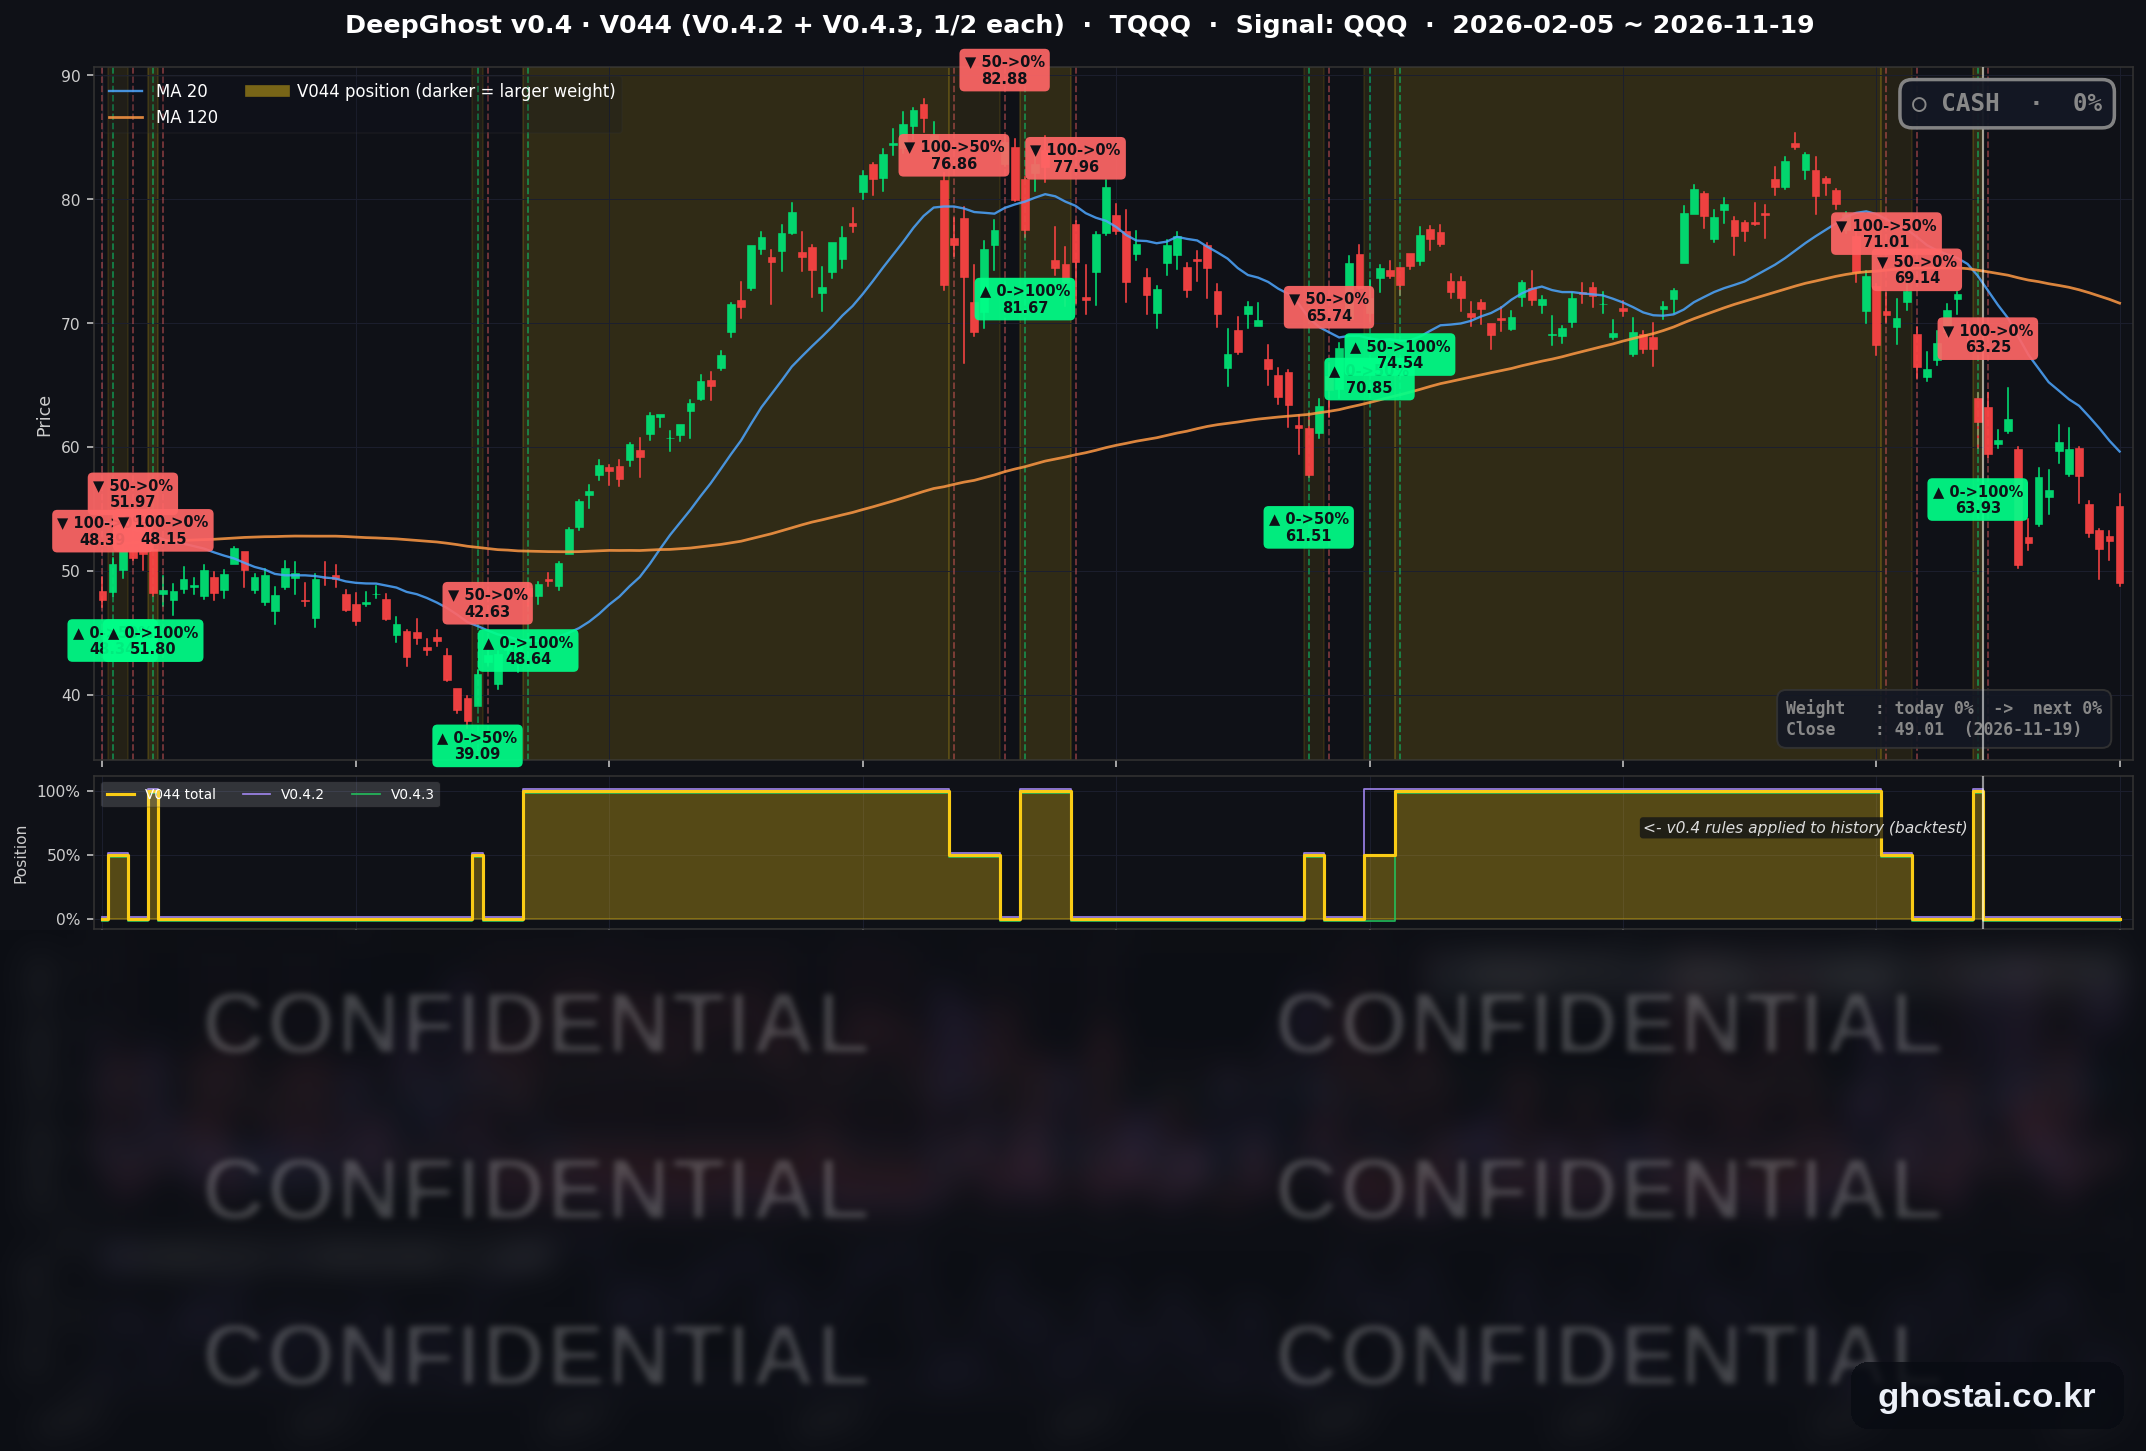 DeepGhost v0.4 · V044 (V0.4.2 + V0.4.3, 1/2 each) · TQQQ · Signal: QQQ · 2026-02-05 ~ 2026-11-19
MA 20
V044 position (darker = larger weight)
MA 120
○ CASH · 0%
Price
90
80
70
60
50
40
▼ 50->0%
82.88
▼ 100->50%
76.86
▼ 100->0%
77.96
▲ 0->100%
81.67
▼ 50->0%
65.74
▲ 50->100%
74.54
70.85
▼ 100->50%
71.01
▼ 50->0%
69.14
▼ 100->0%
63.25
▲ 0->100%
63.93
▲ 0->50%
61.51
▼ 50->0%
51.97
▼ 100-
48.3
▼ 100->0%
48.15
▲ 0-
▲ 0->100%
51.80
▼ 50->0%
42.63
▲ 0->100%
48.64
▲ 0->50%
39.09
Weight : today 0% -> next 0%
Close : 49.01 (2026-11-19)
Position
100%
50%
0%
V044 total
V0.4.2
V0.4.3
<- v0.4 rules applied to history (backtest)
CONFIDENTIAL CONFIDENTIAL
CONFIDENTIAL CONFIDENTIAL
CONFIDENTIAL CONFIDENTIAL
ghostai.co.kr